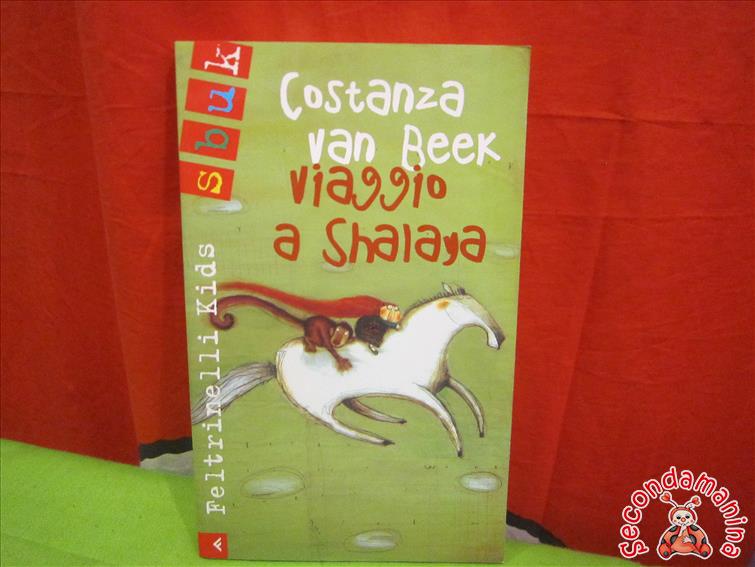 sbuk
Costanza
van Beek
viaggio
a Shalaya
Feltrinelli Kids
Secondamanina